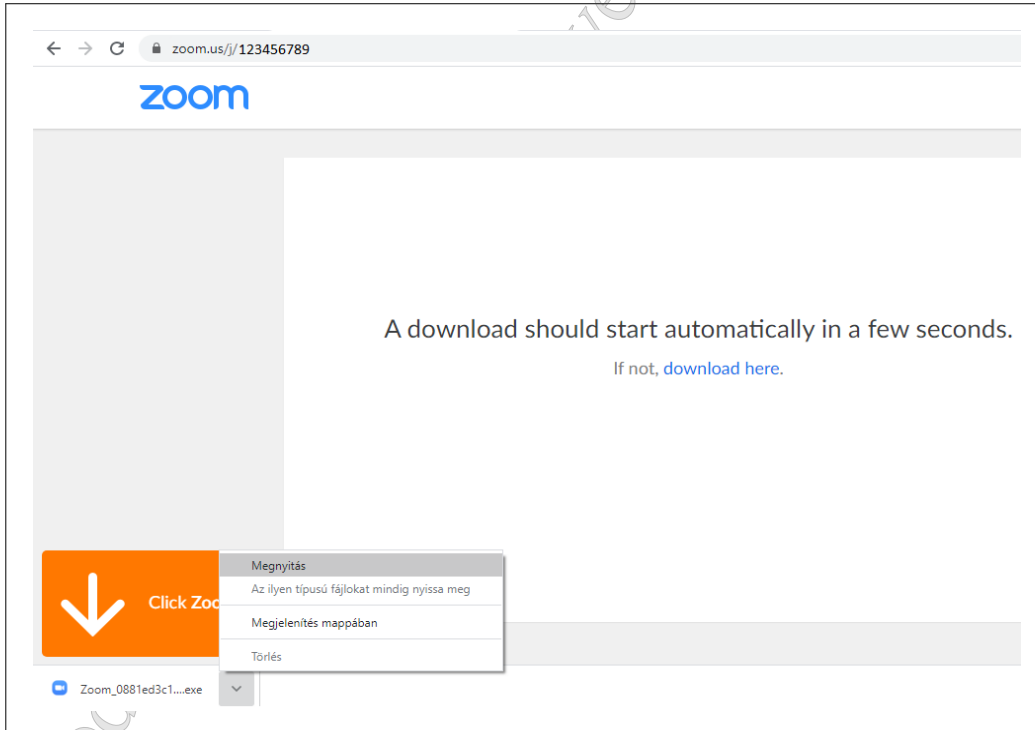 zoom.us/j/123456789
zoom
A download should start automatically in a few seconds.
If not, download here.
Megnyitás
Az ilyen típusú fájlokat mindig nyissa meg
Click Zoo
Megjelenítés mappában
Törlés
Zoom_0881ed3c1....exe